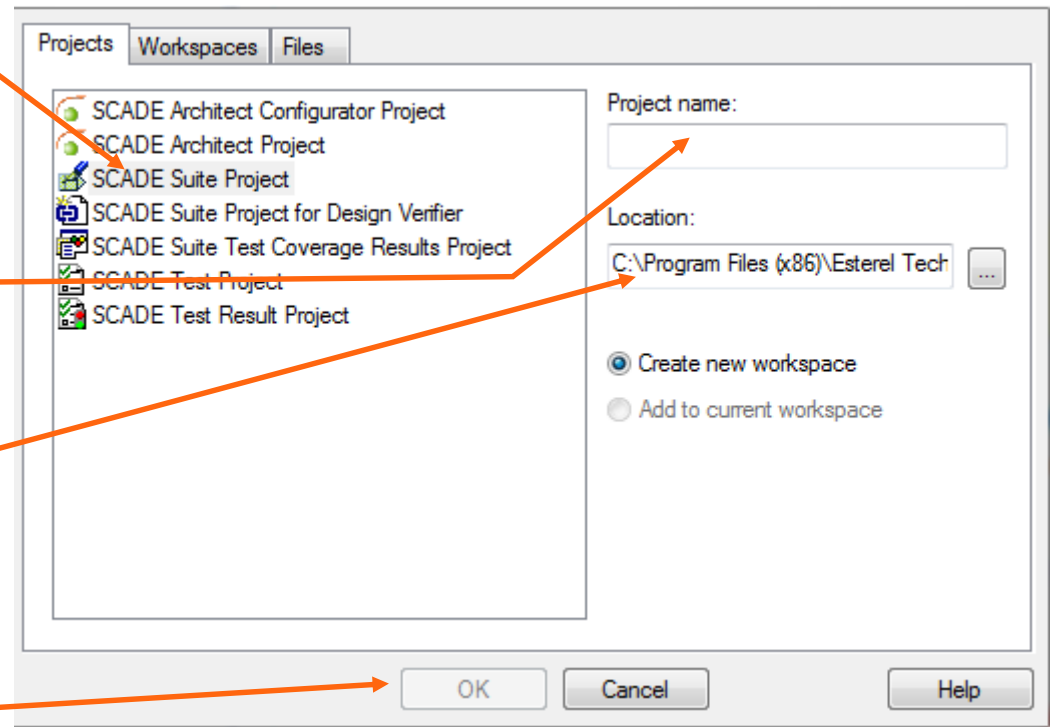 Projects
Workspaces
Files
SCADE Architect Configurator Project
SCADE Architect Project
SCADE Suite Project
SCADE Suite Project for Design Verifier
SCADE Suite Test Coverage Results Project
SCADE Test Project
SCADE Test Result Project
Project name:
Location:
C:\Program Files (x86)\Esterel Tech
...
Create new workspace
Add to current workspace
OK
Cancel
Help